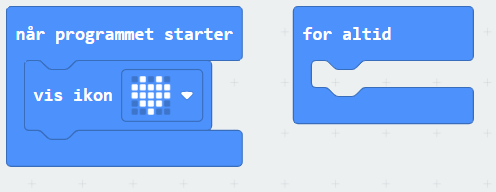 når programmet starter
for altid
vis ikon